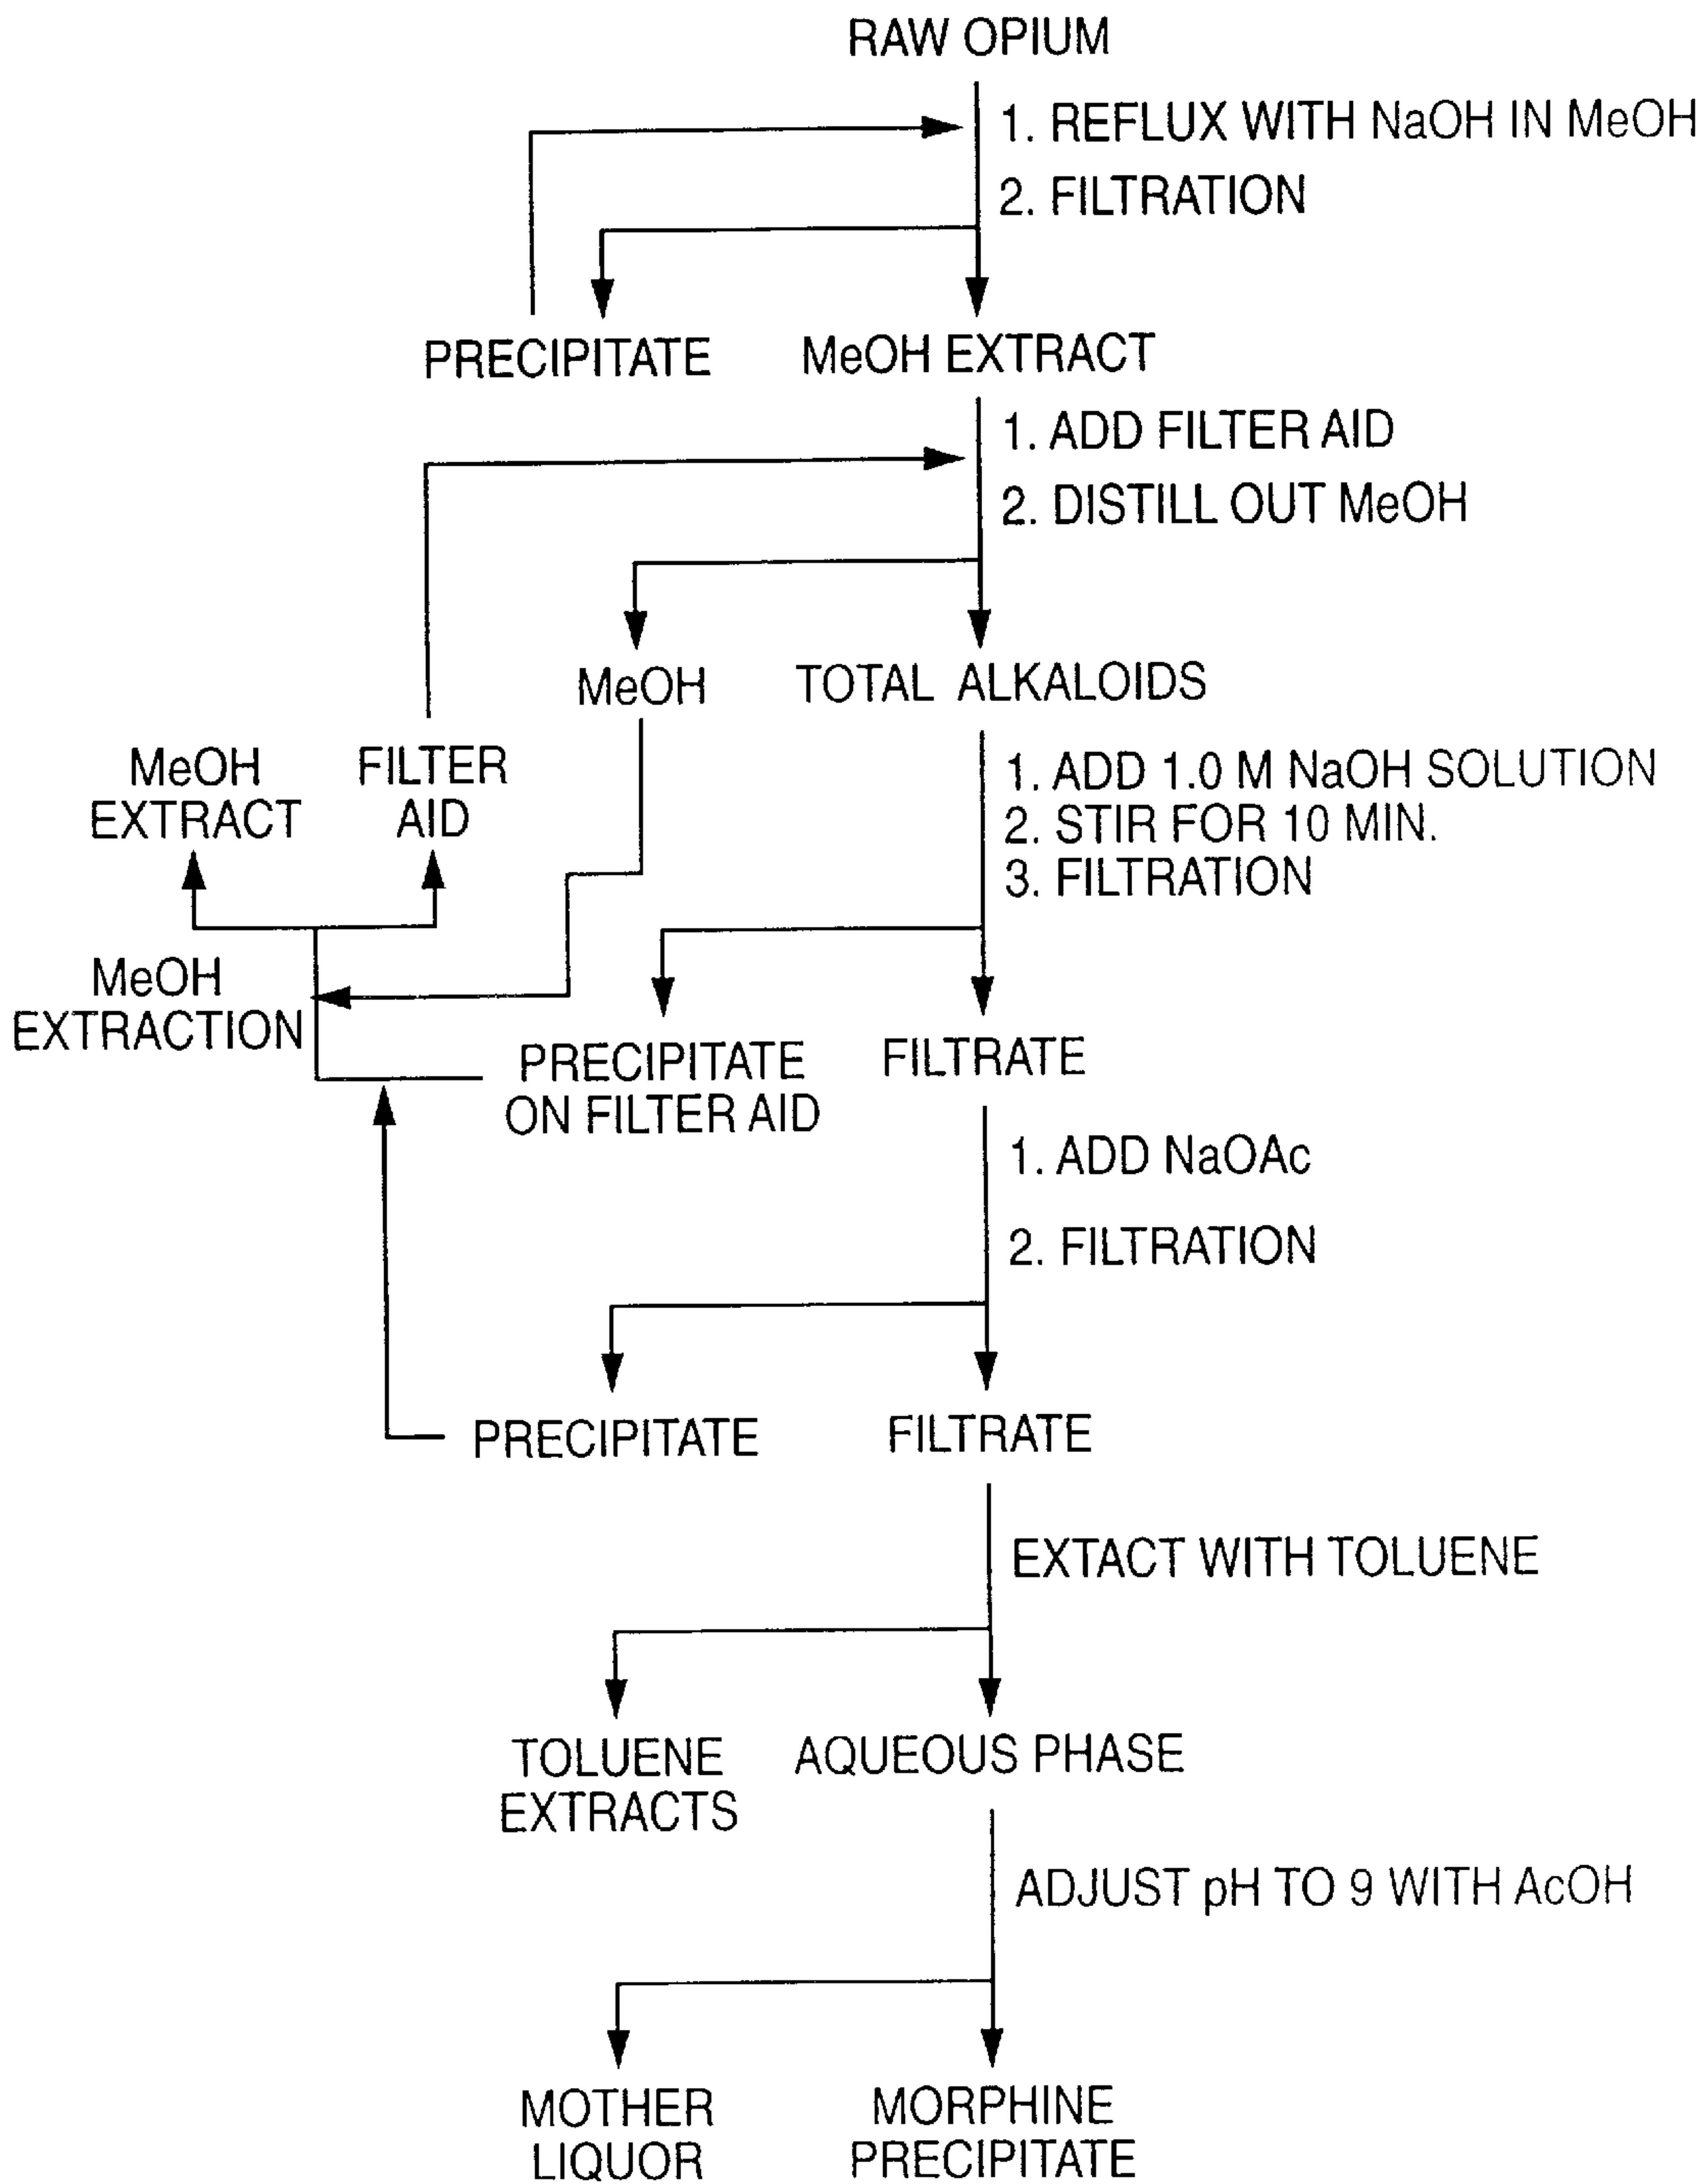 RAW OPIUM
1. REFLUX WITH NaOH IN MeOH
2. FILTRATION
PRECIPITATE
MeOH EXTRACT
1. ADD FILTER AID
2. DISTILL OUT MeOH
MeOH
TOTAL ALKALOIDS
MeOH
EXTRACT
FILTER
AID
1. ADD 1.0 M NaOH SOLUTION
2. STIR FOR 10 MIN.
3. FILTRATION
MeOH
EXTRACTION
PRECIPITATE
ON FILTER AID
FILTRATE
1. ADD NaOAc
2. FILTRATION
PRECIPITATE
FILTRATE
EXTACT WITH TOLUENE
TOLUENE
EXTRACTS
AQUEOUS PHASE
ADJUST pH TO 9 WITH AcOH
MOTHER
LIQUOR
MORPHINE
PRECIPITATE